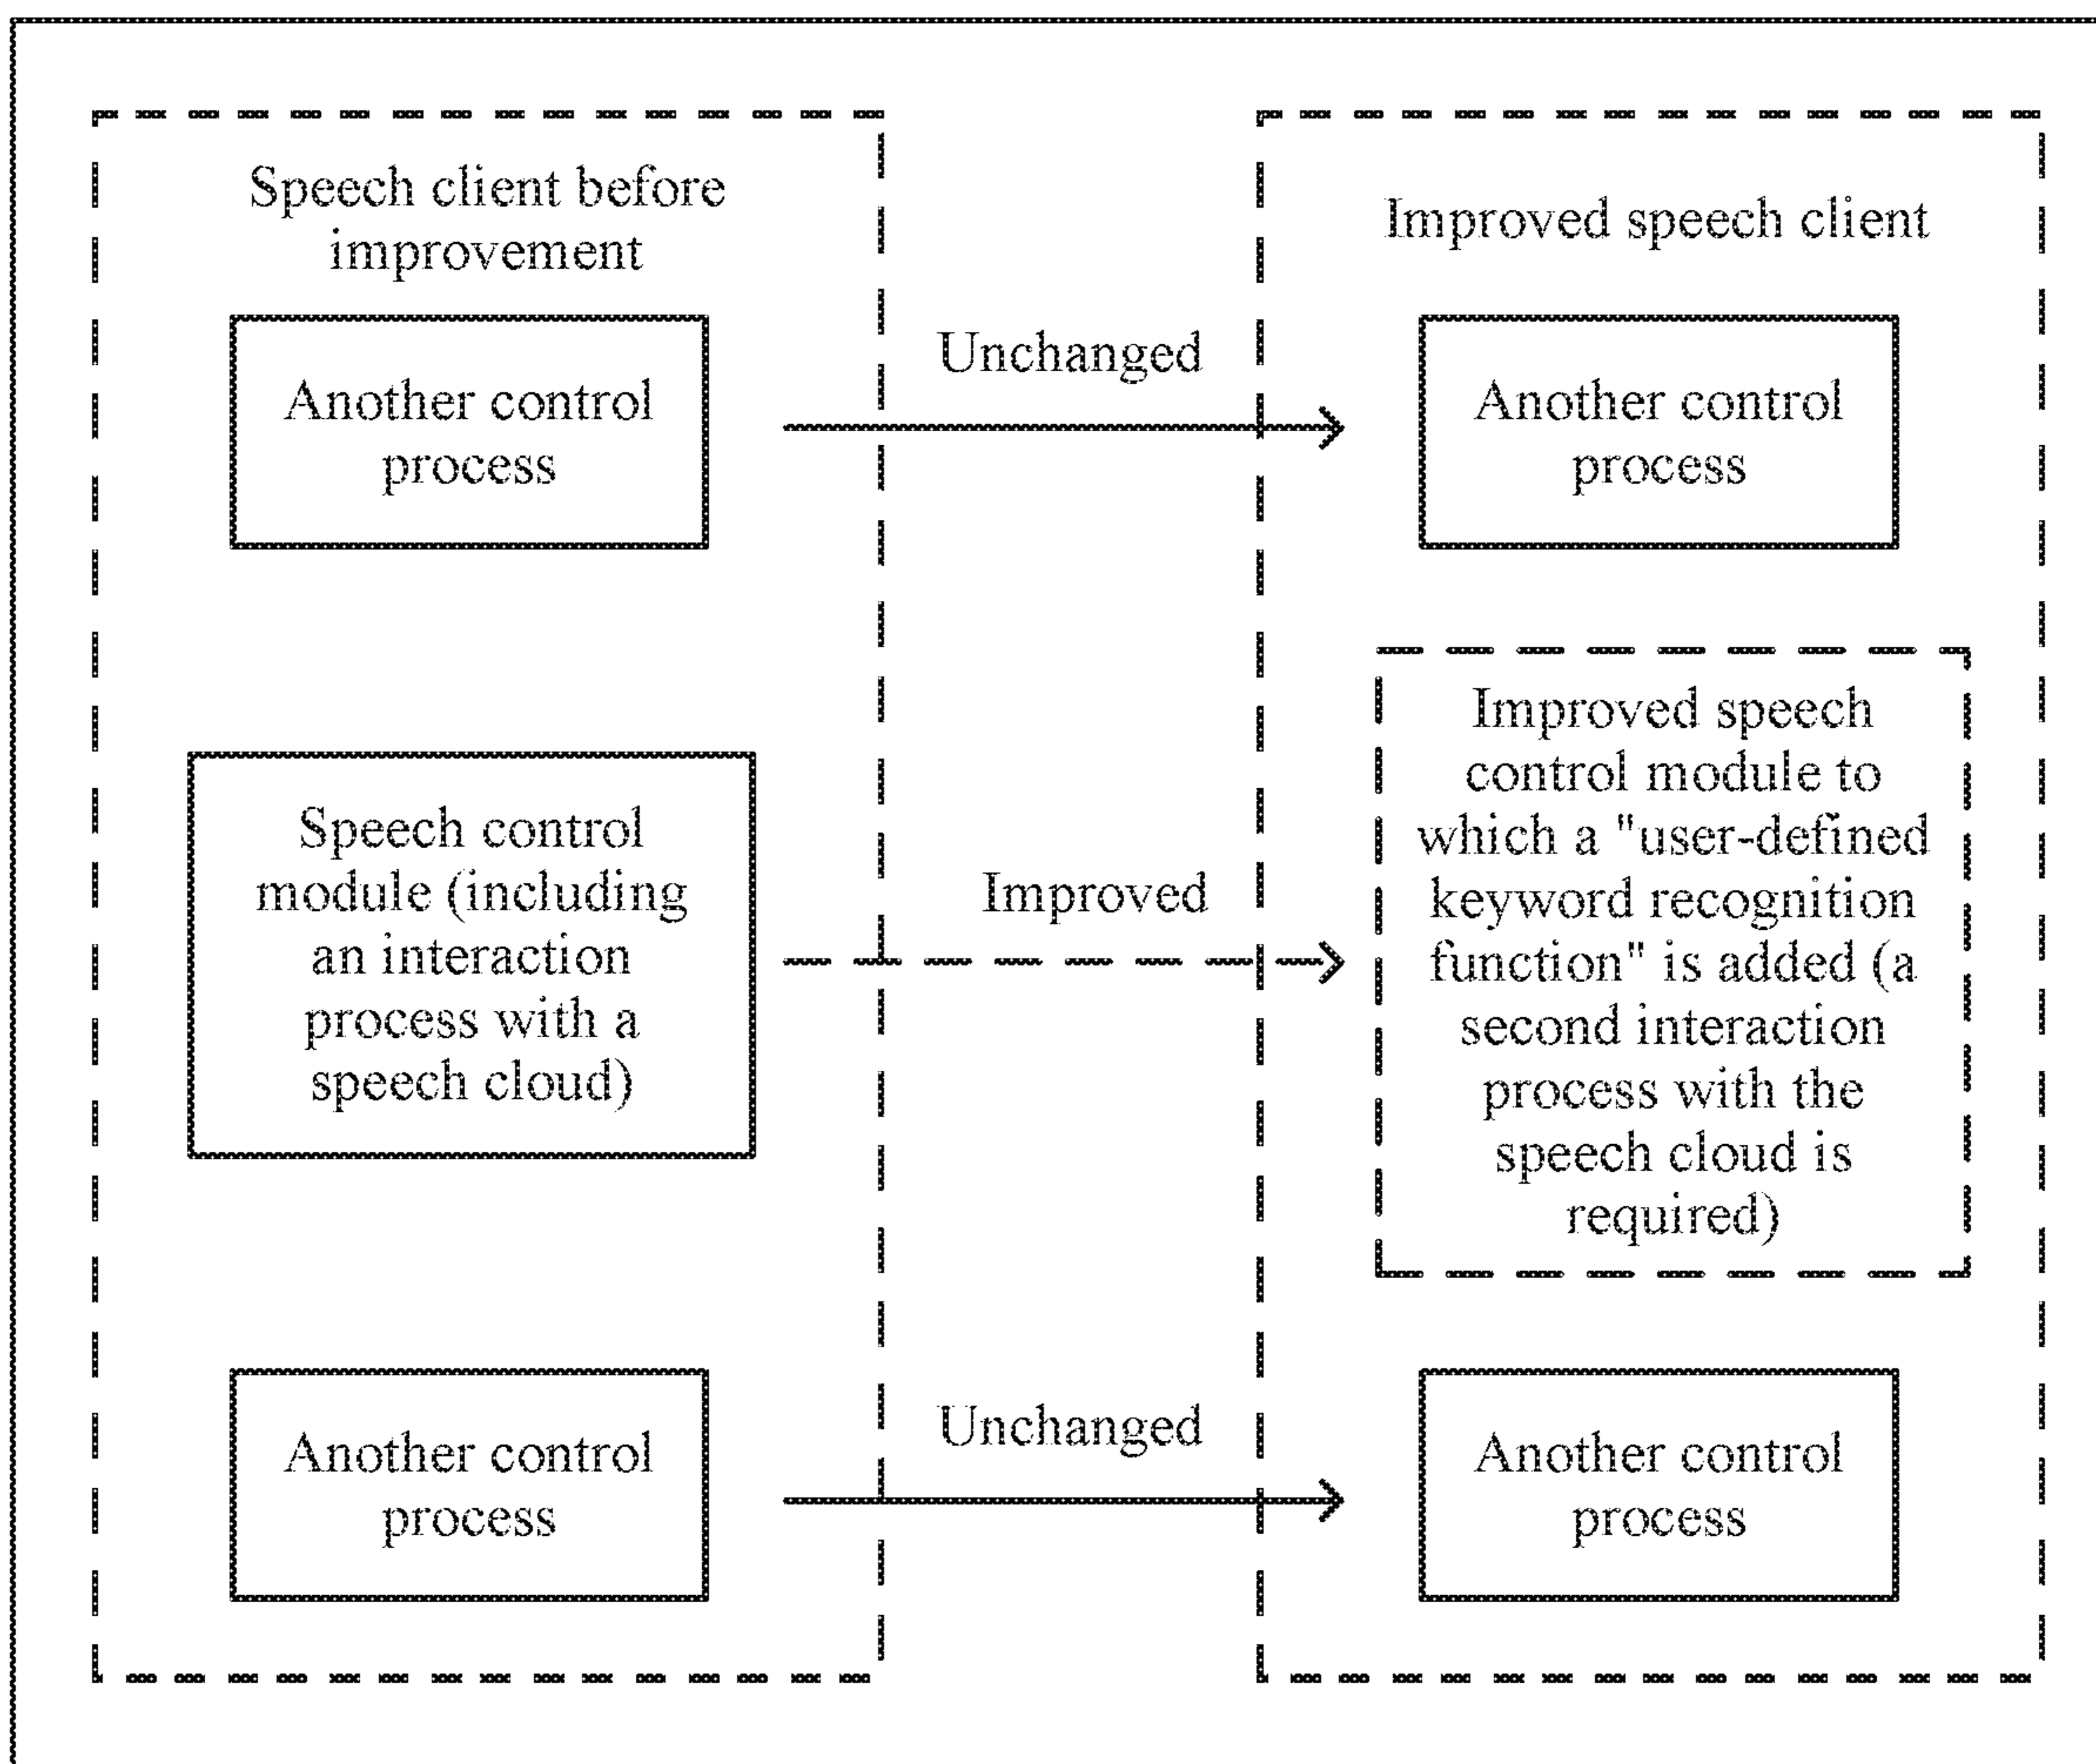 Speech client before
improvement
Another control
process
Speech control
module (including
an interaction
process with a
speech cloud)
Another control
process
Unchanged
Improved
Unchanged
Improved speech client
Another control
process
Improved speech
control module to
which a "user-defined
keyword recognition
function" is added (a
second interaction
process with the
speech cloud is
required)
Another control
process